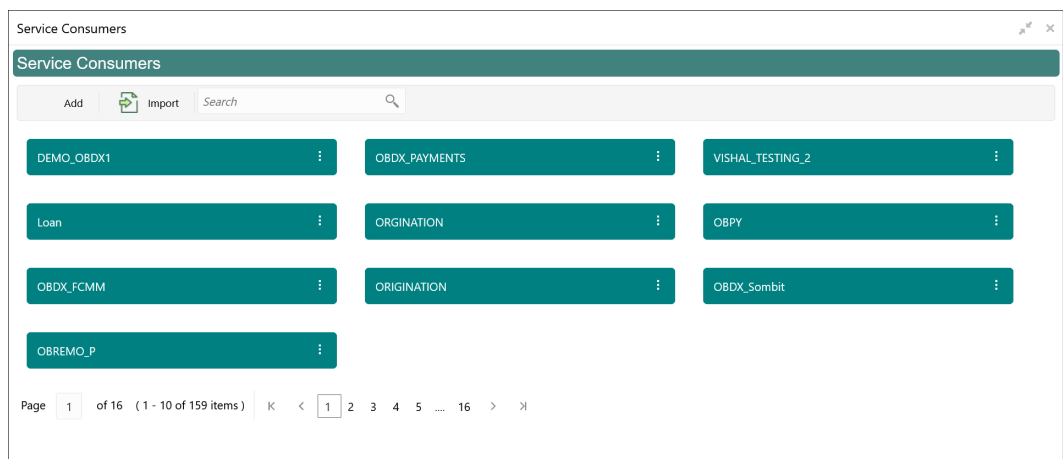 Service Consumers
Service Consumers
Add Import Search
DEMO_OBDX1 OBDX_PAYMENTS VISHAL_TESTING_2
Loan ORGINATION OBPY
OBDX_FCMM ORIGINATION OBDX_Sombit
OBREMO_P
Page 1 of 16 ( 1 - 10 of 159 items ) 1 2 3 4 5 .... 16